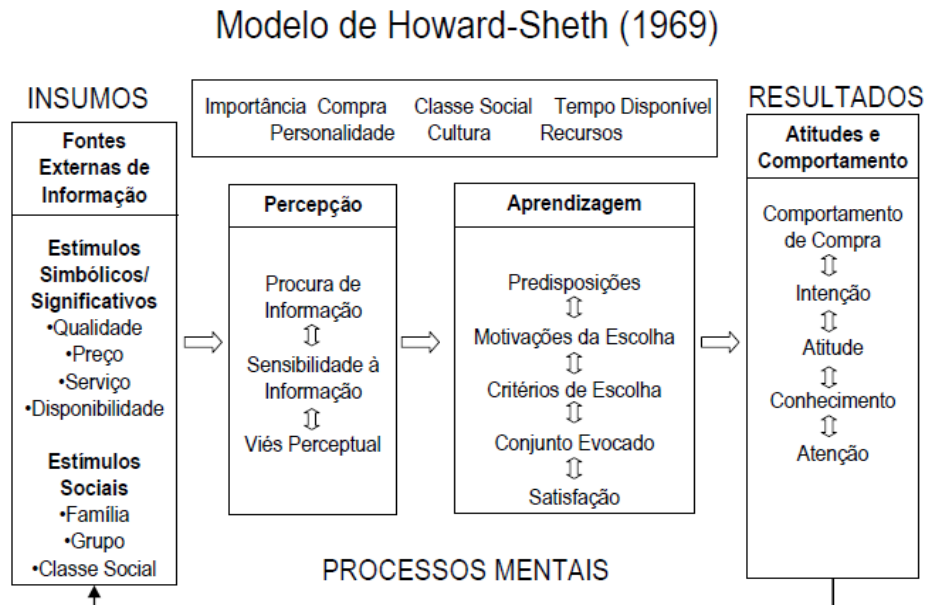 Modelo de Howard-Sheth (1969)
INSUMOS
Fontes
Externas de
Informação
Estímulos
Simbólicos/
Significativos
•Qualidade
•Preço
•Serviço
•Disponibilidade
Estímulos
Sociais
•Família
•Grupo
•Classe Social
Importância Compra Classe Social Tempo Disponível
Personalidade Cultura Recursos
Percepção
Procura de
Informação
Sensibilidade à
Informação
Viés Perceptual
Aprendizagem
Predisposições
Motivações da Escolha
Critérios de Escolha
Conjunto Evocado
Satisfação
PROCESSOS MENTAIS
RESULTADOS
Atitudes e
Comportamento
Comportamento
de Compra
Intenção
Atitude
Conhecimento
Atenção